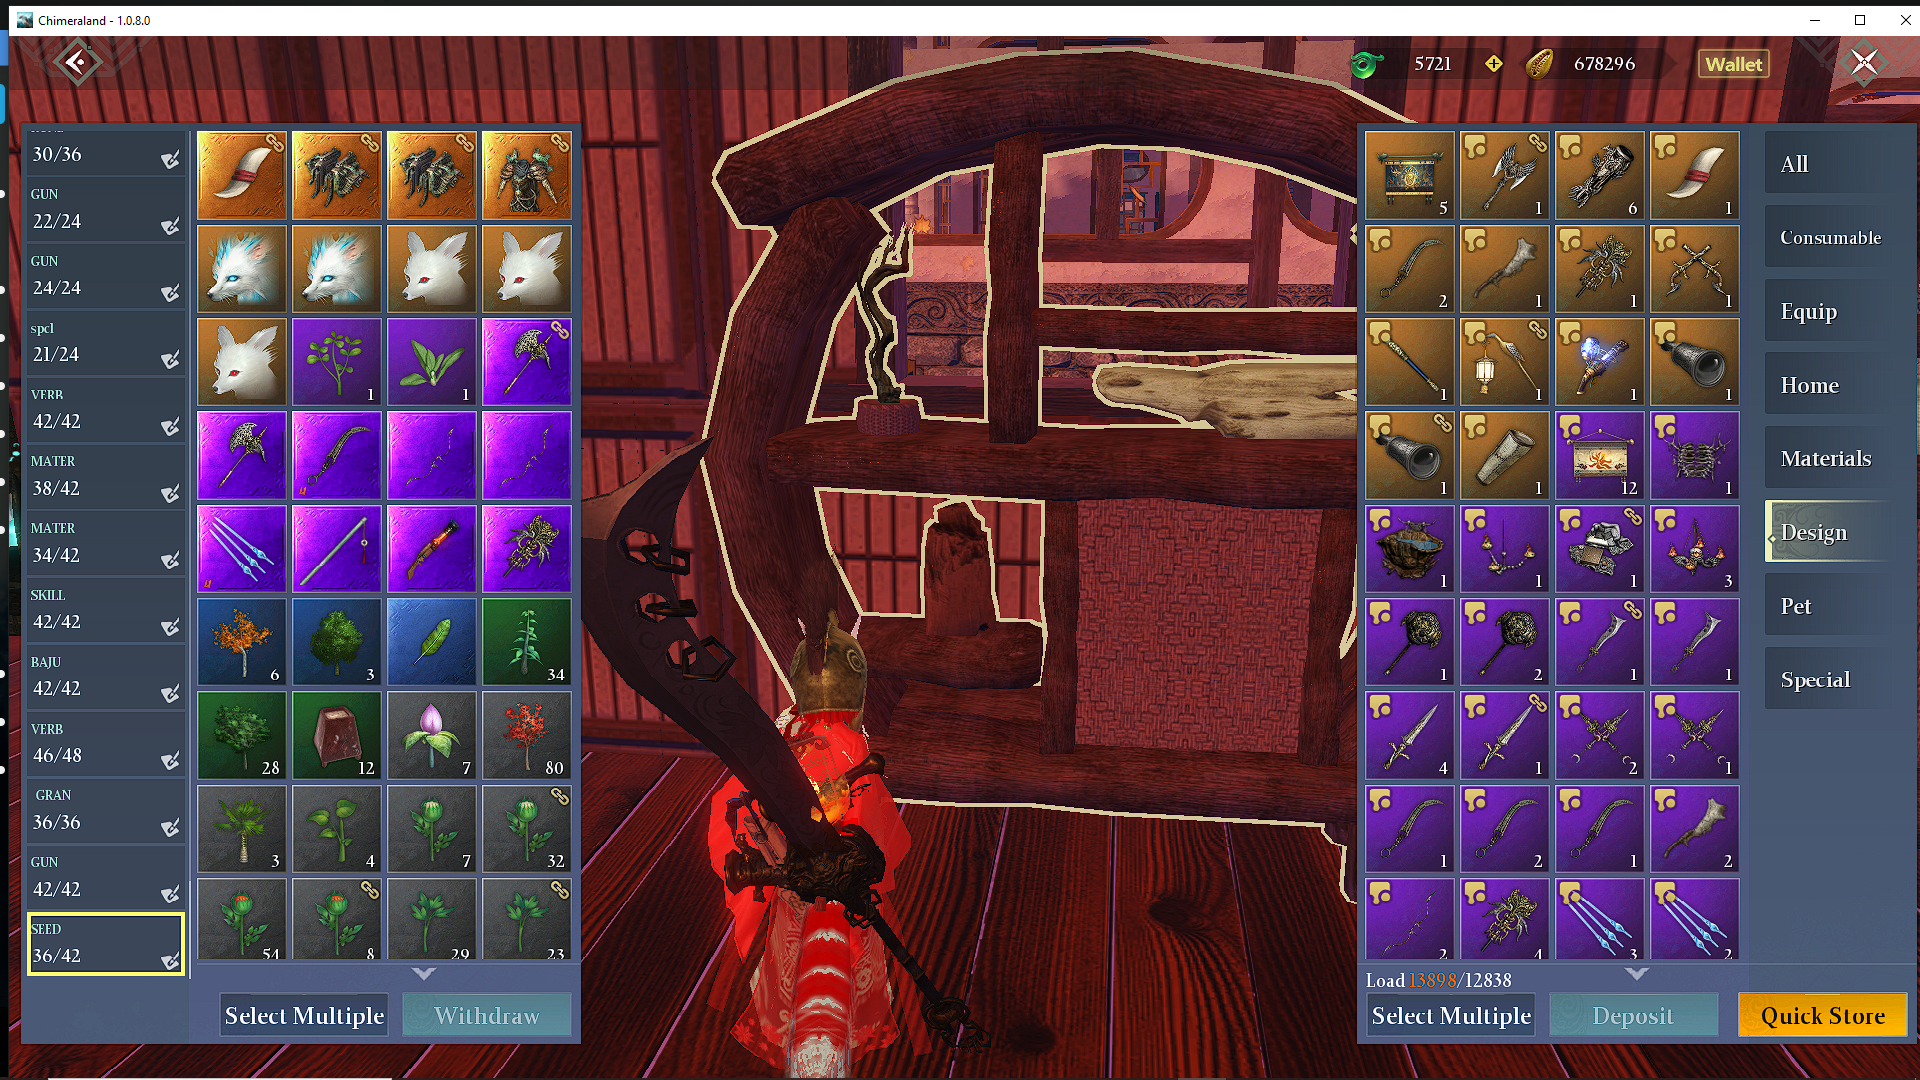 Chimeraland - 1.0.8.0
5721
678296
Wallet
30/36
GUN
22/24
GUN
24/24
spcl
21/24
VERB
42/42
MATER
38/42
MATER
34/42
SKILL
42/42
BAJU
42/42
VERB
46/48
GRAN
36/36
GUN
42/42
SEED
36/42
1
1
6
3
34
28
12
7
80
3
4
7
32
54
8
29
23
Select Multiple
Withdraw
5
1
6
1
2
1
1
1
1
1
1
1
1
1
12
1
1
1
1
3
1
2
1
1
4
1
2
1
1
2
1
2
2
4
3
2
Load 13898/12838
Select Multiple
Deposit
Quick Store
All
Consumable
Equip
Home
Materials
Design
Pet
Special